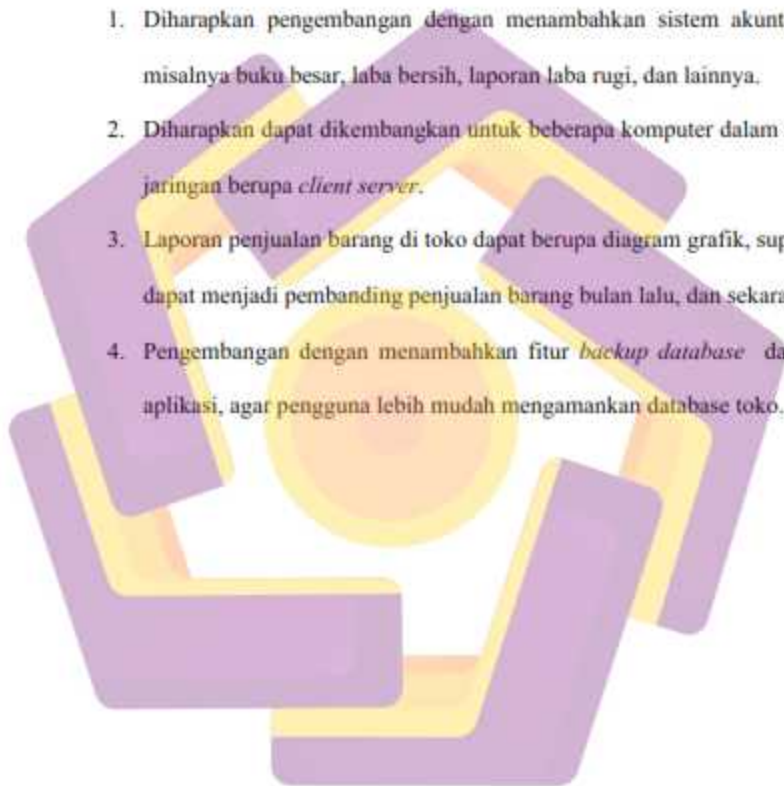 1. Diharapkan pengembangan dengan menambahkan sistem akunt
misalnya buku besar, laba bersih, laporan laba rugi, dan lainnya.
2. Diharapkan dapat dikembangkan untuk beberapa komputer dalam
jaringan berupa client server.
3. Laporan penjualan barang di toko dapat berupa diagram grafik, sup
dapat menjadi pembanding penjualan barang bulan lalu, dan sekara
4. Pengembangan dengan menambahkan fitur backup database da
aplikasi, agar pengguna lebih mudah mengamankan database toko.